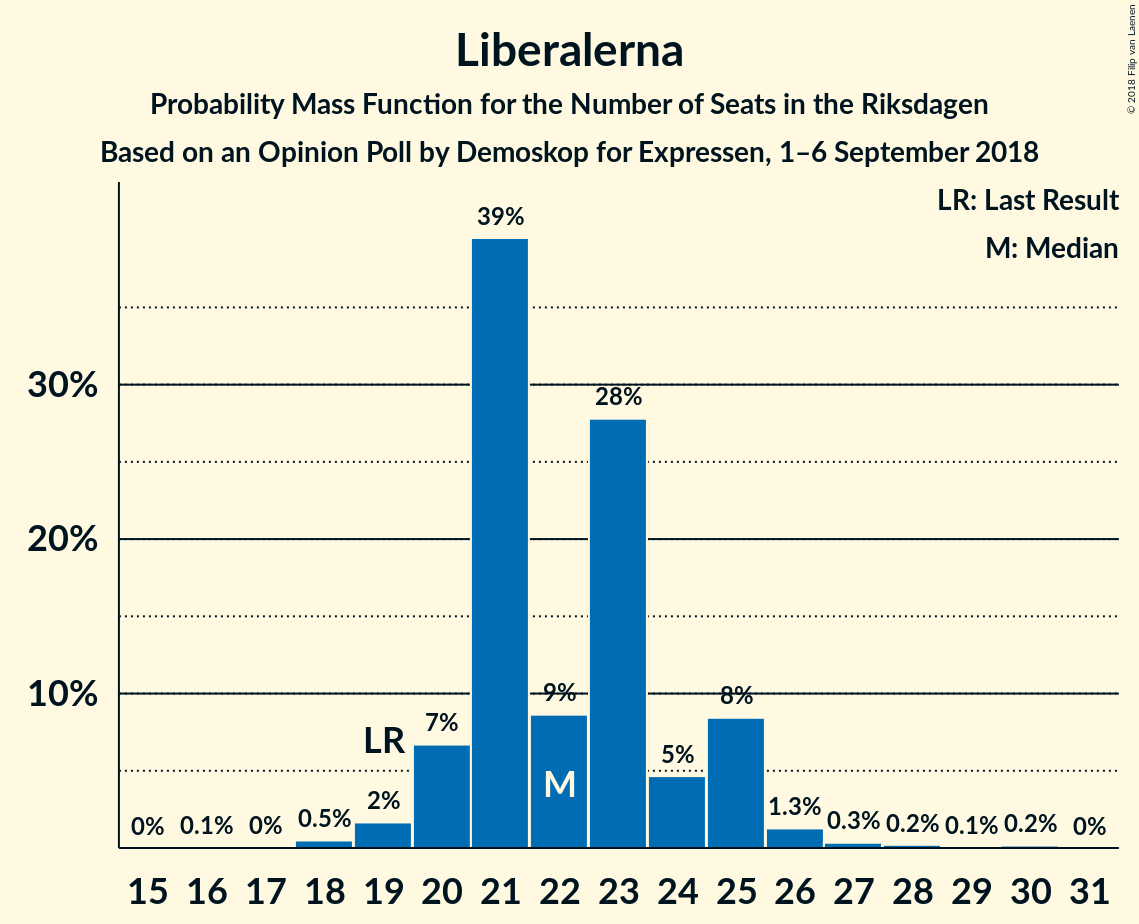 Liberalerna
Probability Mass Function for the Number of Seats in the Riksdagen
Based on an Opinion Poll by Demoskop for Expressen, 1–6 September 2018
© 2018 Filip van Laenen
LR: Last Result
M: Median
39%
30%
28%
20%
10%
9%
8%
7%
LR
5%
M
2%
1.3%
0% 0.1% 0% 0.5% 0.3% 0.2% 0.1% 0.2% 0%
15 16 17 18 19 20 21 22 23 24 25 26 27 28 29 30 31